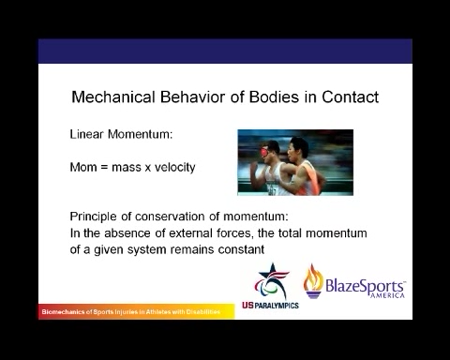 Mechanical Behavior of Bodies in Contact
Linear Momentum:
Mom = mass x velocity
Principle of conservation of momentum:
In the absence of external forces, the total momentum
of a given system remains constant
US PARALYMPICS
BlazeSports
AMERICA
Biomechanics of Sports Injuries in Athletes with Disabilities